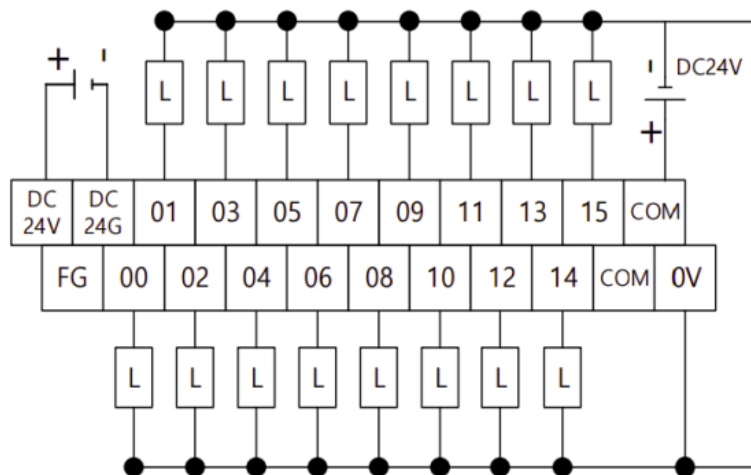 + -
L L L L L L L L
- DC24V
+
DC 24V DC 24G 01 03 05 07 09 11 13 15 COM
FG 00 02 04 06 08 10 12 14 COM 0V
L L L L L L L L